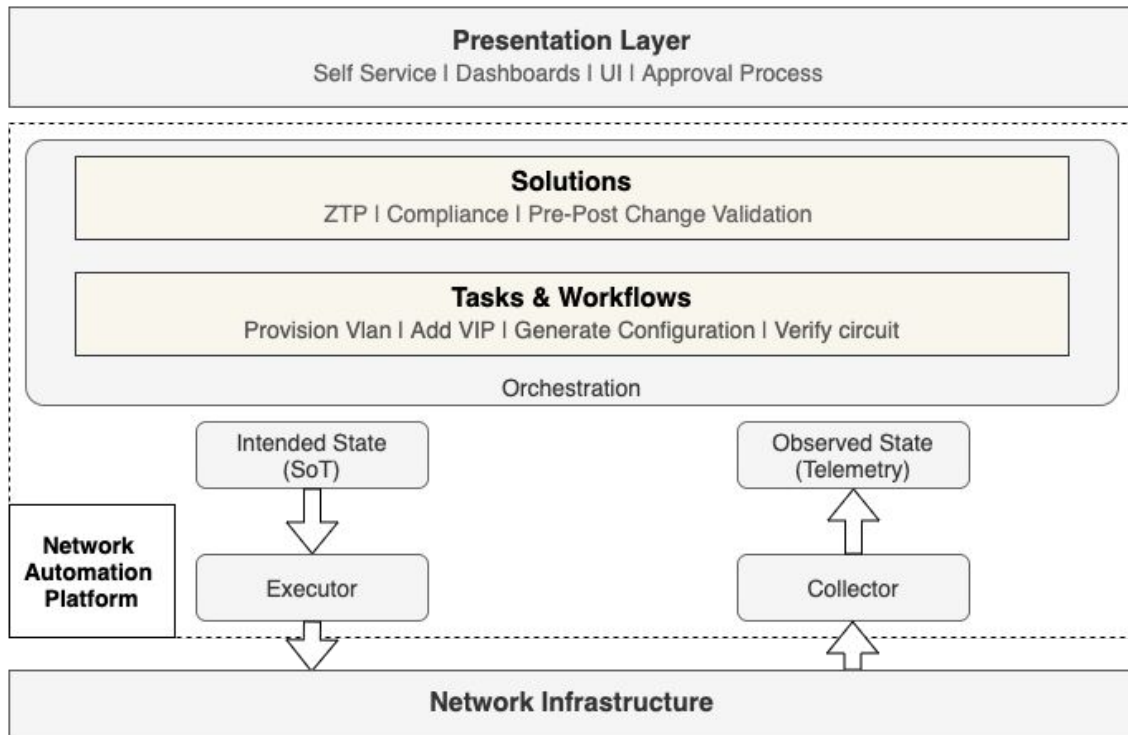 Presentation Layer
Self Service | Dashboards | UI | Approval Process
Solutions
ZTP | Compliance | Pre-Post Change Validation
Tasks & Workflows
Provision Vlan | Add VIP | Generate Configuration | Verify circuit
Orchestration
Intended State
(SoT)
Observed State
(Telemetry)
Network
Automation
Platform
Executor
Collector
Network Infrastructure